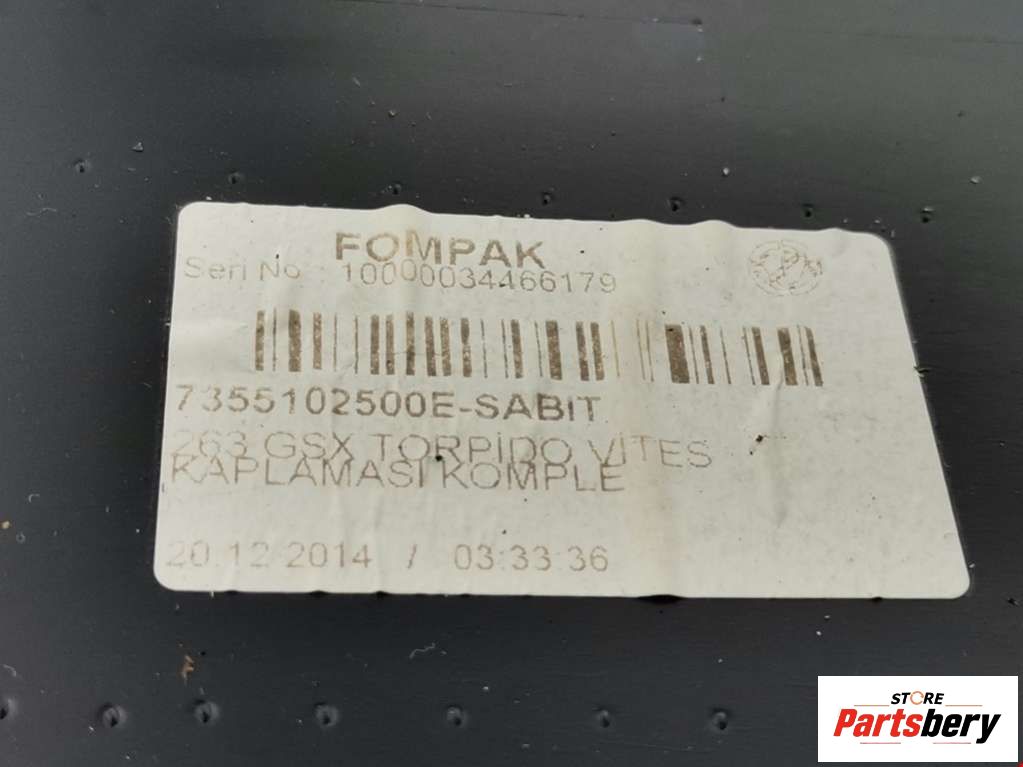 FOMPAK
Seri No : 10000034466179
7355102500E-SABIT
263 GSX TORPİDO VİTES
KAPLAMASI KOMPLE
20.12.2014 / 03:33:36
STORE
Partsbery